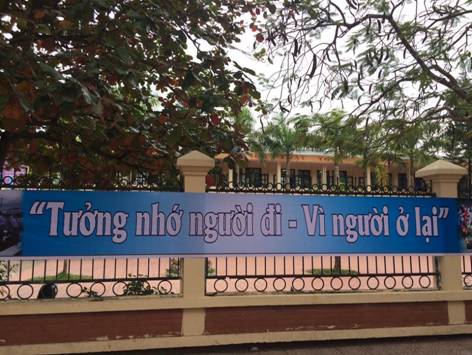 “Tưởng nhớ người đi - Vì người ở lại”